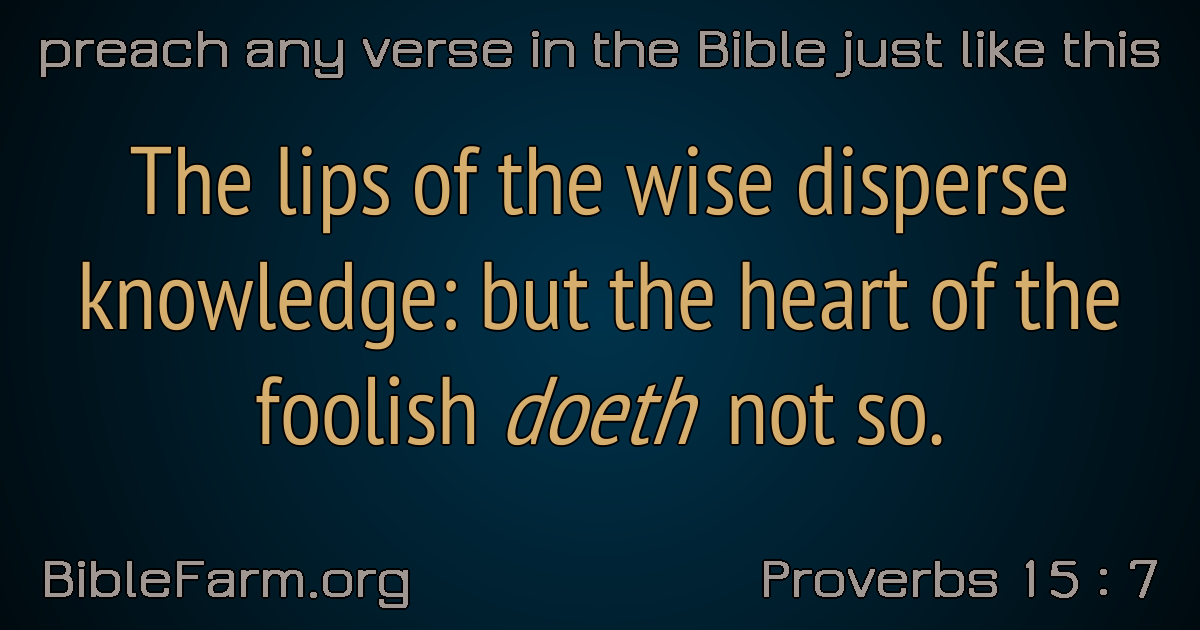 preach any verse in the Bible just like this
The lips of the wise disperse
knowledge: but the heart of the
foolish doeth not so.
BibleFarm.org
Proverbs 15 : 7